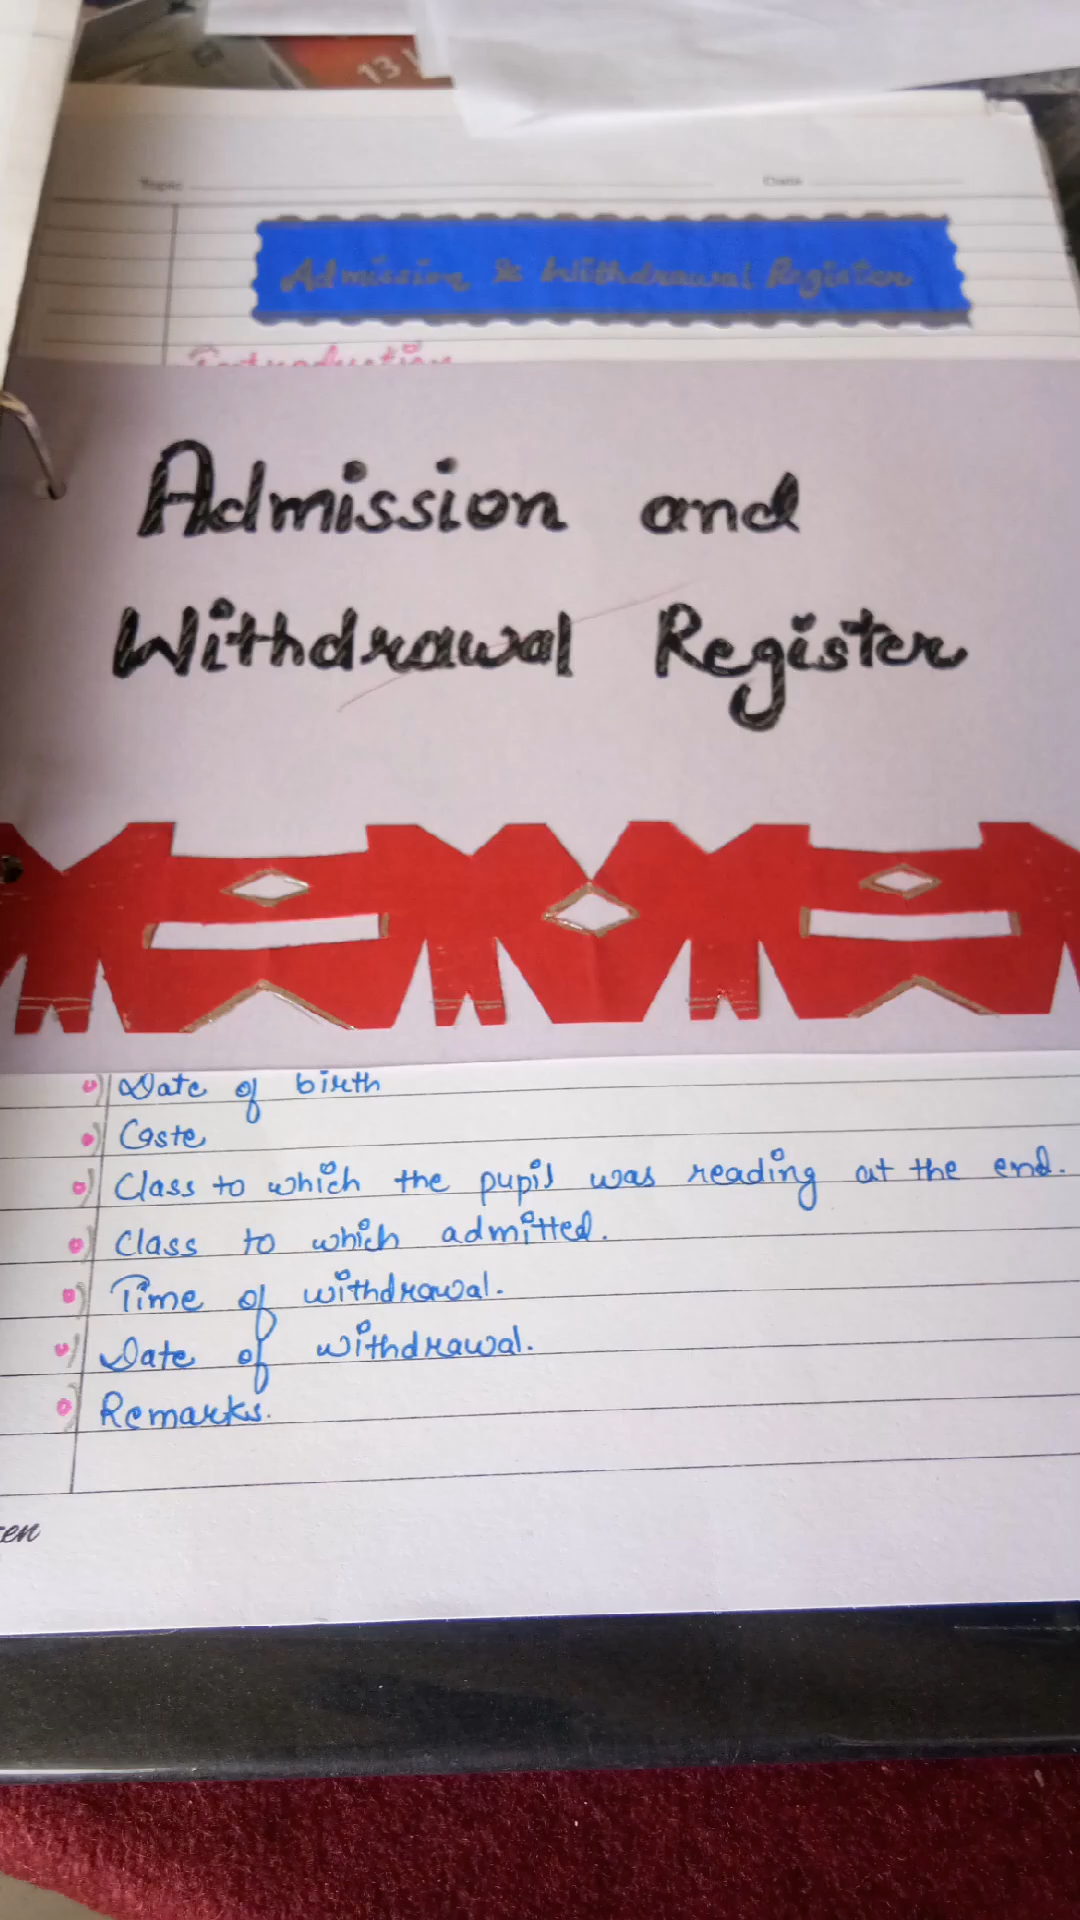 13
Topic
Date
Admission & Withdrawal Register
Introduction
Admission and
Withdrawal Register
Date of birth
Caste
Class to which the pupil was reading at the end.
Class to which admitted.
Time of withdrawal.
Date of withdrawal.
Remarks.